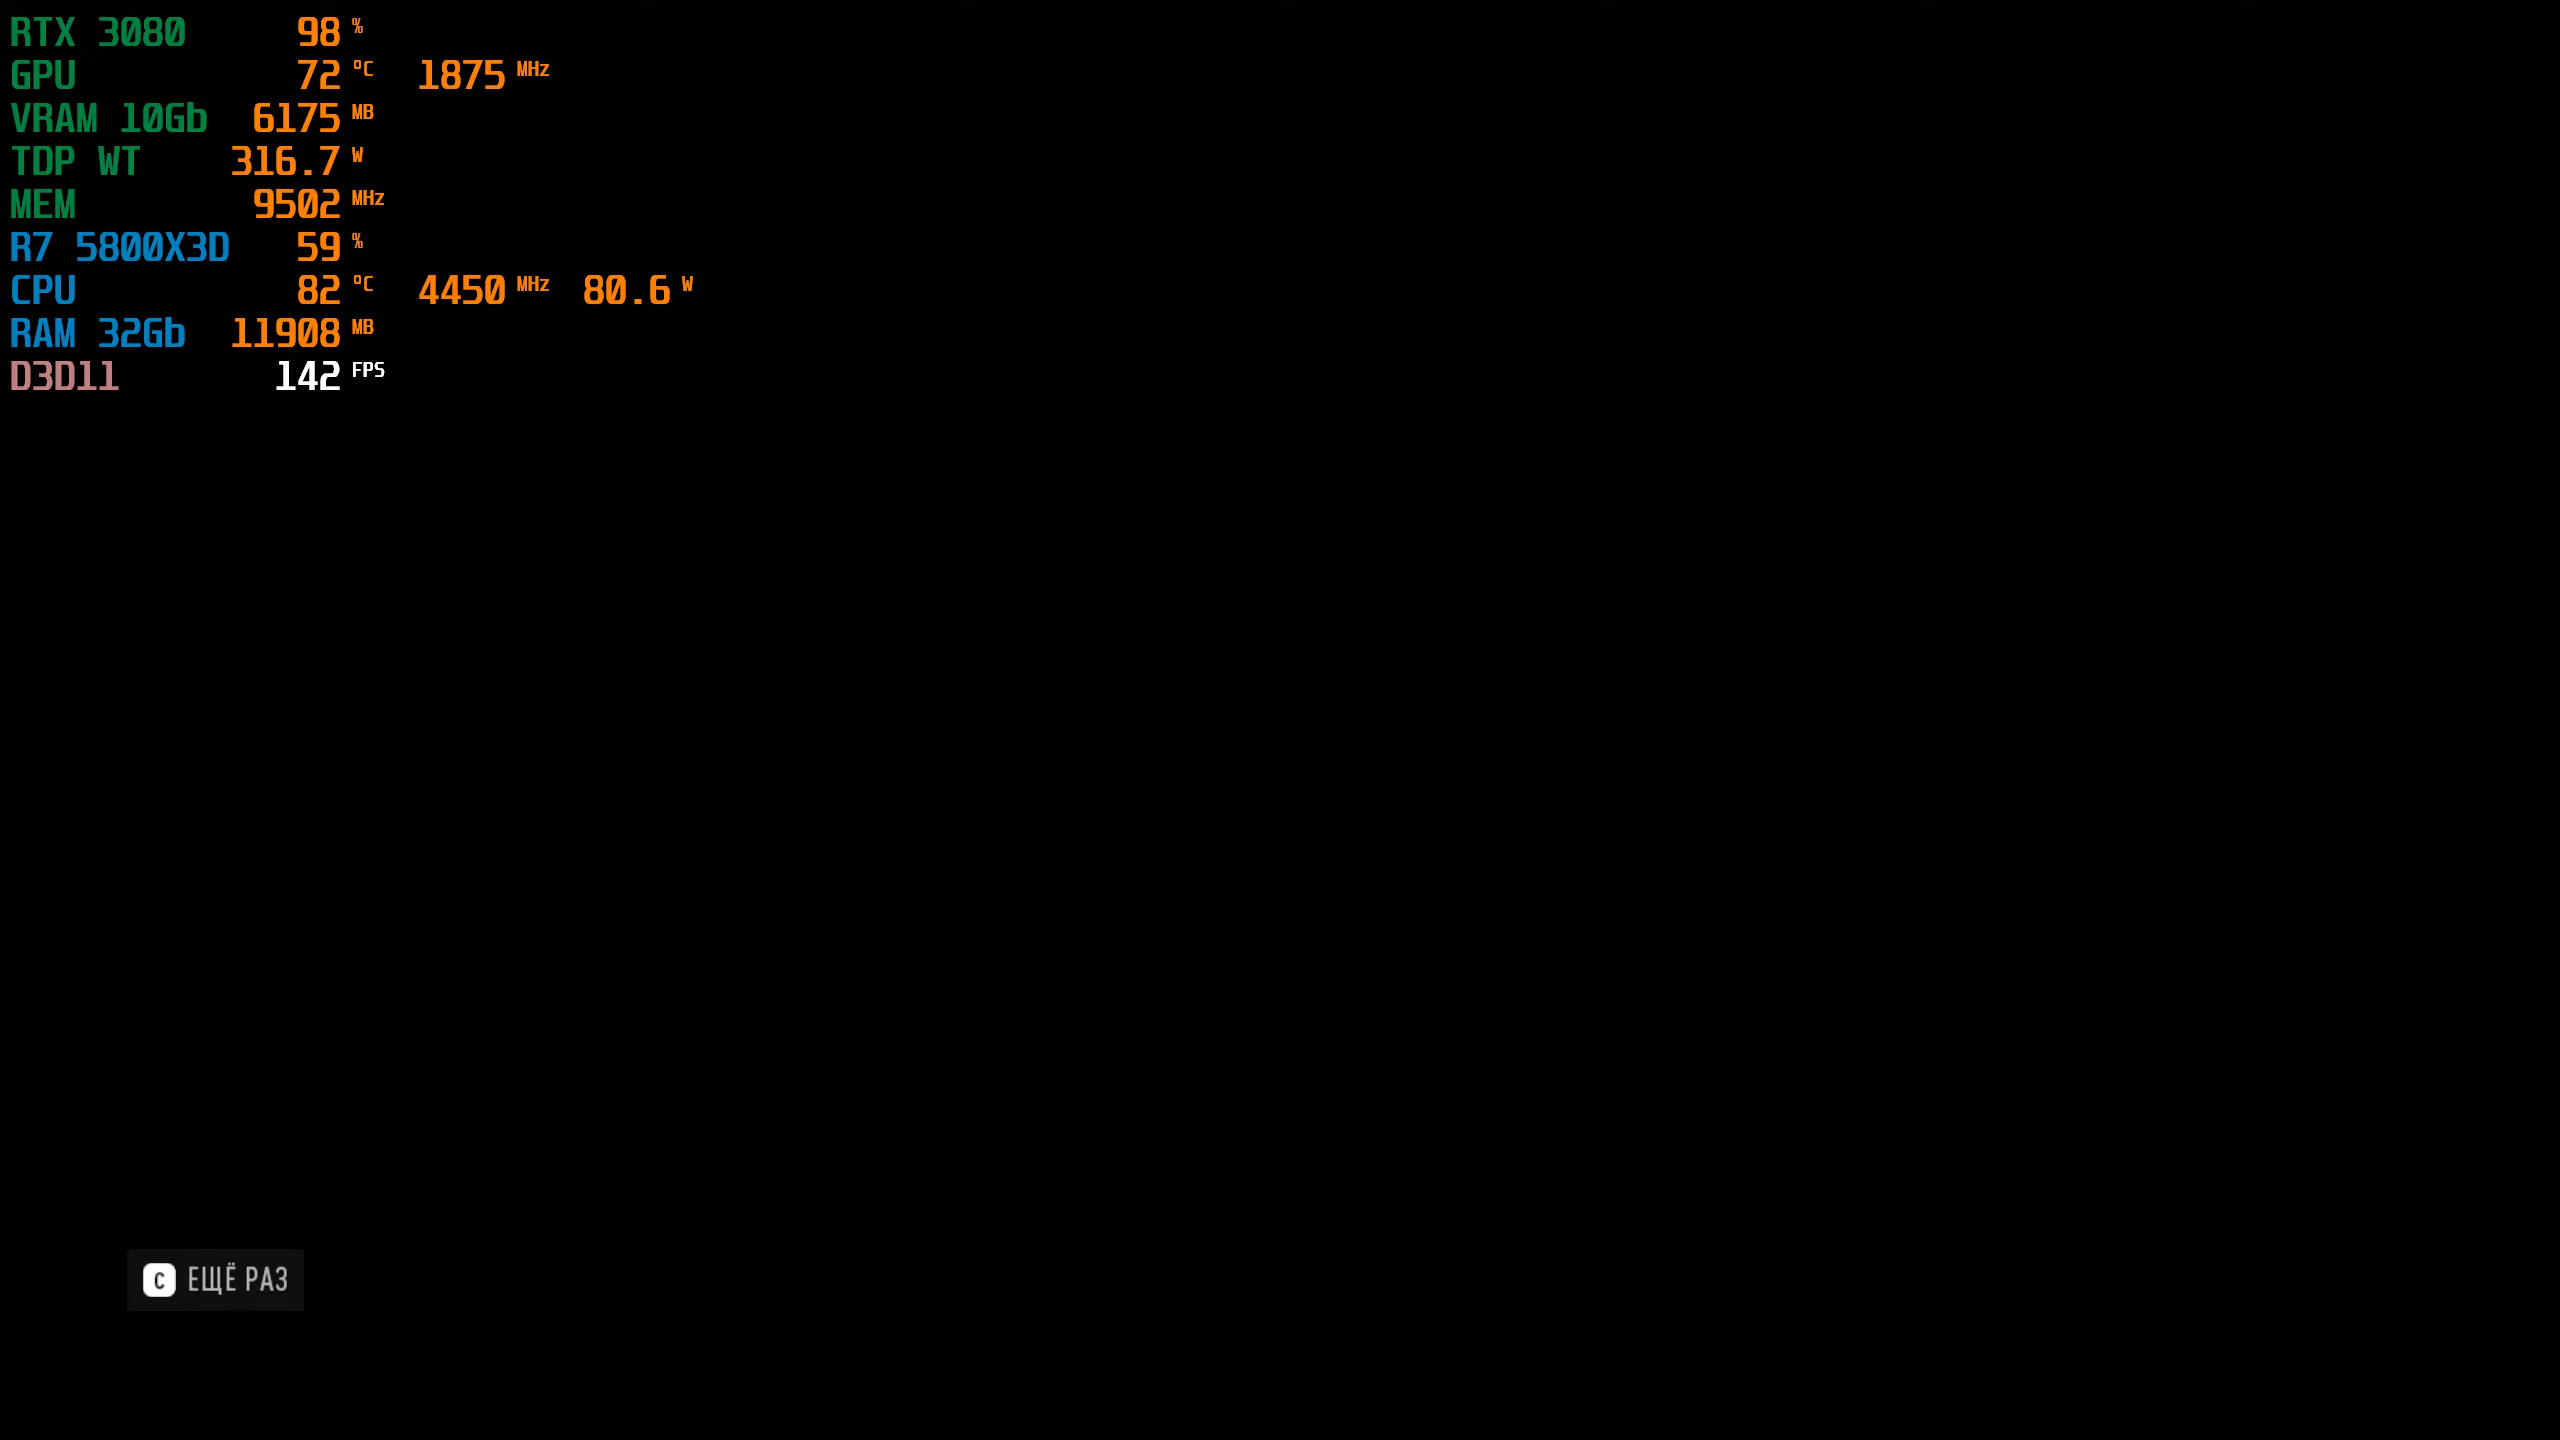 RTX 3080 98 %
GPU 72 °C 1875 MHz
VRAM 10Gb 6175 MB
TDP WT 316.7 W
MEM 9502 MHz
R7 5800X3D 59 %
CPU 82 °C 4450 MHz 80.6 W
RAM 32Gb 11908 MB
D3D11 142 FPS
C ЕЩЁ РАЗ